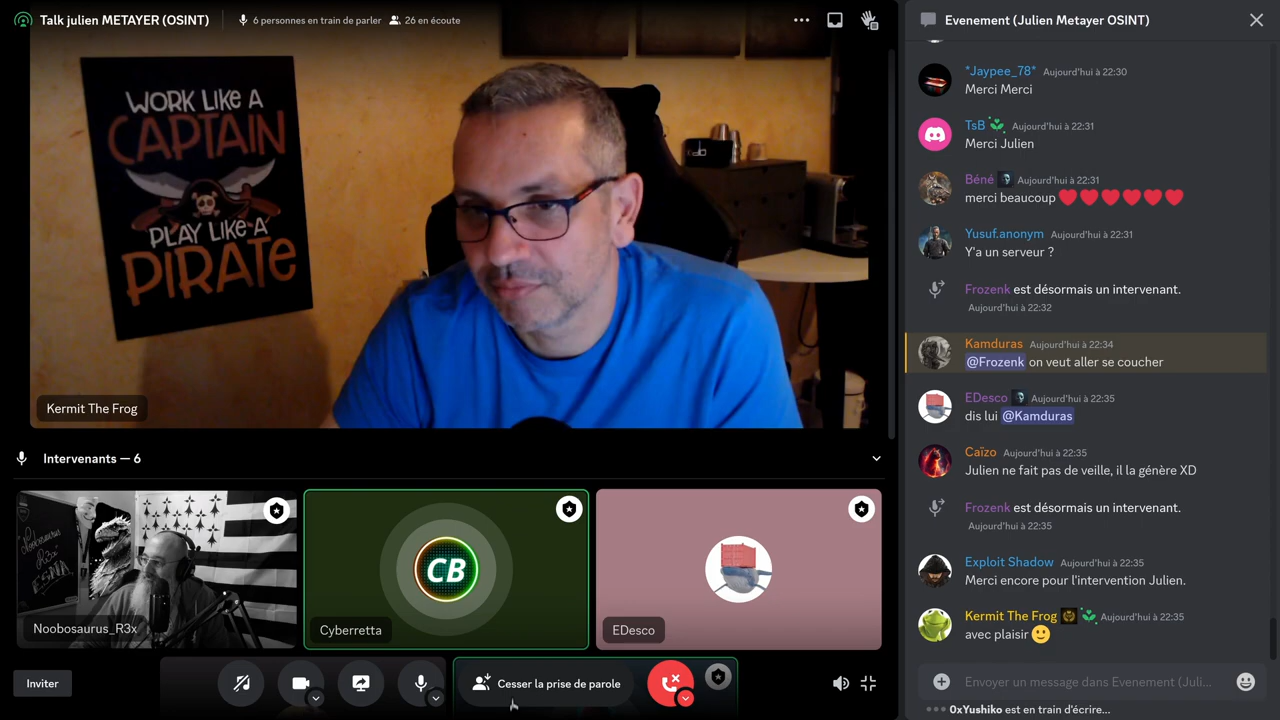 Talk julien METAYER (OSINT)
6 personnes en train de parler
26 en écoute
WORK LIKE A
CAPTAIN
PLAY LIKE A
PIRATE
Kermit The Frog
Intervenants — 6
Noobosaurus_R3x
CB
Cyberretta
EDesco
Inviter
Cesser la prise de parole
Evenement (Julien Metayer OSINT)
*Jaypee_78* Aujourd'hui à 22:30
Merci Merci
TsB Aujourd'hui à 22:31
Merci Julien
Béné Aujourd'hui à 22:31
merci beaucoup ❤️❤️❤️❤️❤️❤️
Yusuf.anonym Aujourd'hui à 22:31
Y'a un serveur ?
Frozenk est désormais un intervenant.
Aujourd'hui à 22:32
Kamduras Aujourd'hui à 22:34
@Frozenk on veut aller se coucher
EDesco Aujourd'hui à 22:35
dis lui @Kamduras
Caïzo Aujourd'hui à 22:35
Julien ne fait pas de veille, il la génère XD
Frozenk est désormais un intervenant.
Aujourd'hui à 22:35
Exploit Shadow Aujourd'hui à 22:35
Merci encore pour l'intervention Julien.
Kermit The Frog Aujourd'hui à 22:35
avec plaisir 🙂
Envoyer un message dans Evenement (Juli...
0xYushiko est en train d'écrire...